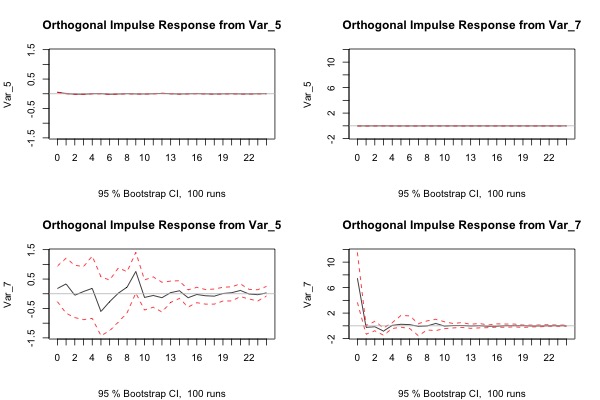 Orthogonal Impulse Response from Var_5
Var_5
1.5
0.5
-0.5
-1.5
0 2 4 6 8 10 13 16 19 22
95 % Bootstrap CI, 100 runs
Orthogonal Impulse Response from Var_7
Var_5
10
6
2
-2
0 2 4 6 8 10 13 16 19 22
95 % Bootstrap CI, 100 runs
Orthogonal Impulse Response from Var_5
Var_7
1.5
0.5
-0.5
-1.5
0 2 4 6 8 10 13 16 19 22
95 % Bootstrap CI, 100 runs
Orthogonal Impulse Response from Var_7
Var_7
10
6
2
-2
0 2 4 6 8 10 13 16 19 22
95 % Bootstrap CI, 100 runs